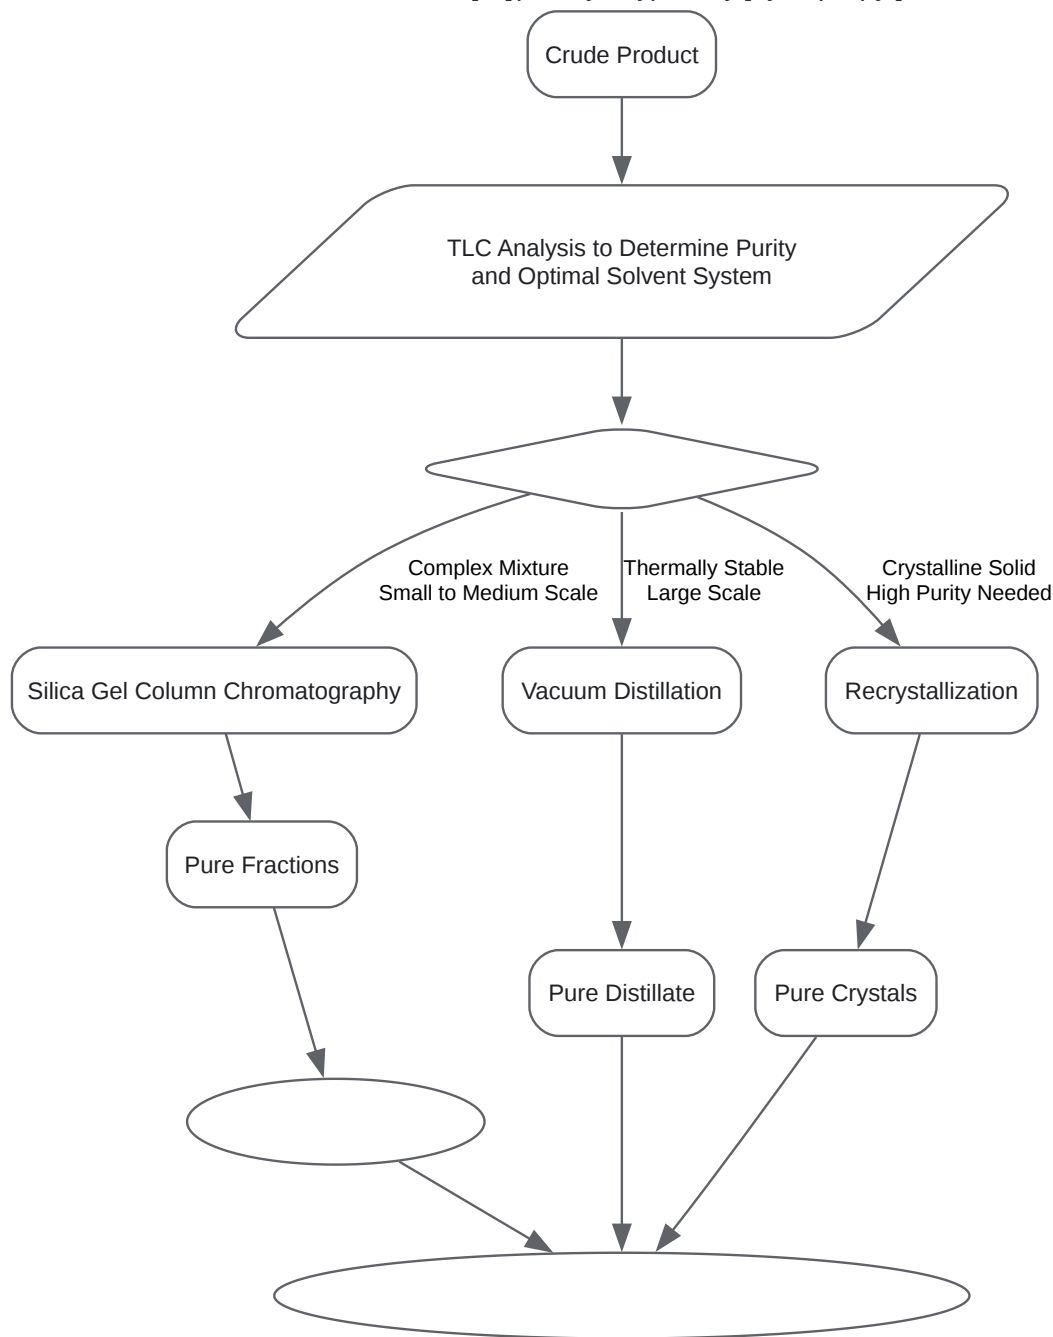 Crude Product
TLC Analysis to Determine Purity
and Optimal Solvent System
Complex Mixture
Small to Medium Scale
Thermally Stable
Large Scale
Crystalline Solid
High Purity Needed
Silica Gel Column Chromatography
Vacuum Distillation
Recrystallization
Pure Fractions
Pure Distillate
Pure Crystals